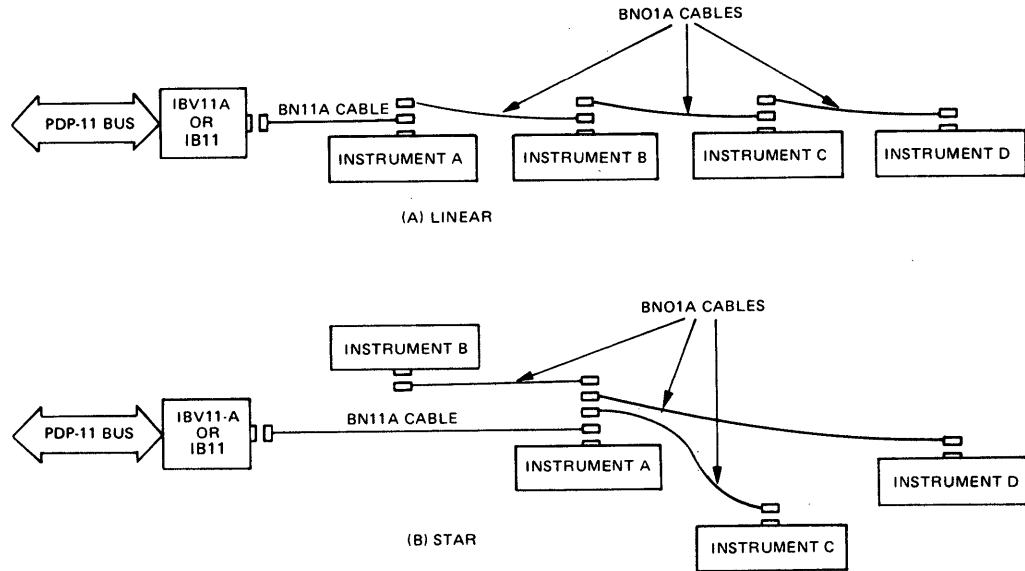 BNO1A CABLES
IBV11A
OR
IB11
PDP-11 BUS
BN11A CABLE
INSTRUMENT A
INSTRUMENT B
INSTRUMENT C
INSTRUMENT D
(A) LINEAR
BNO1A CABLES
INSTRUMENT B
IBV11-A
OR
IB11
PDP-11 BUS
BN11A CABLE
INSTRUMENT A
INSTRUMENT D
(B) STAR
INSTRUMENT C